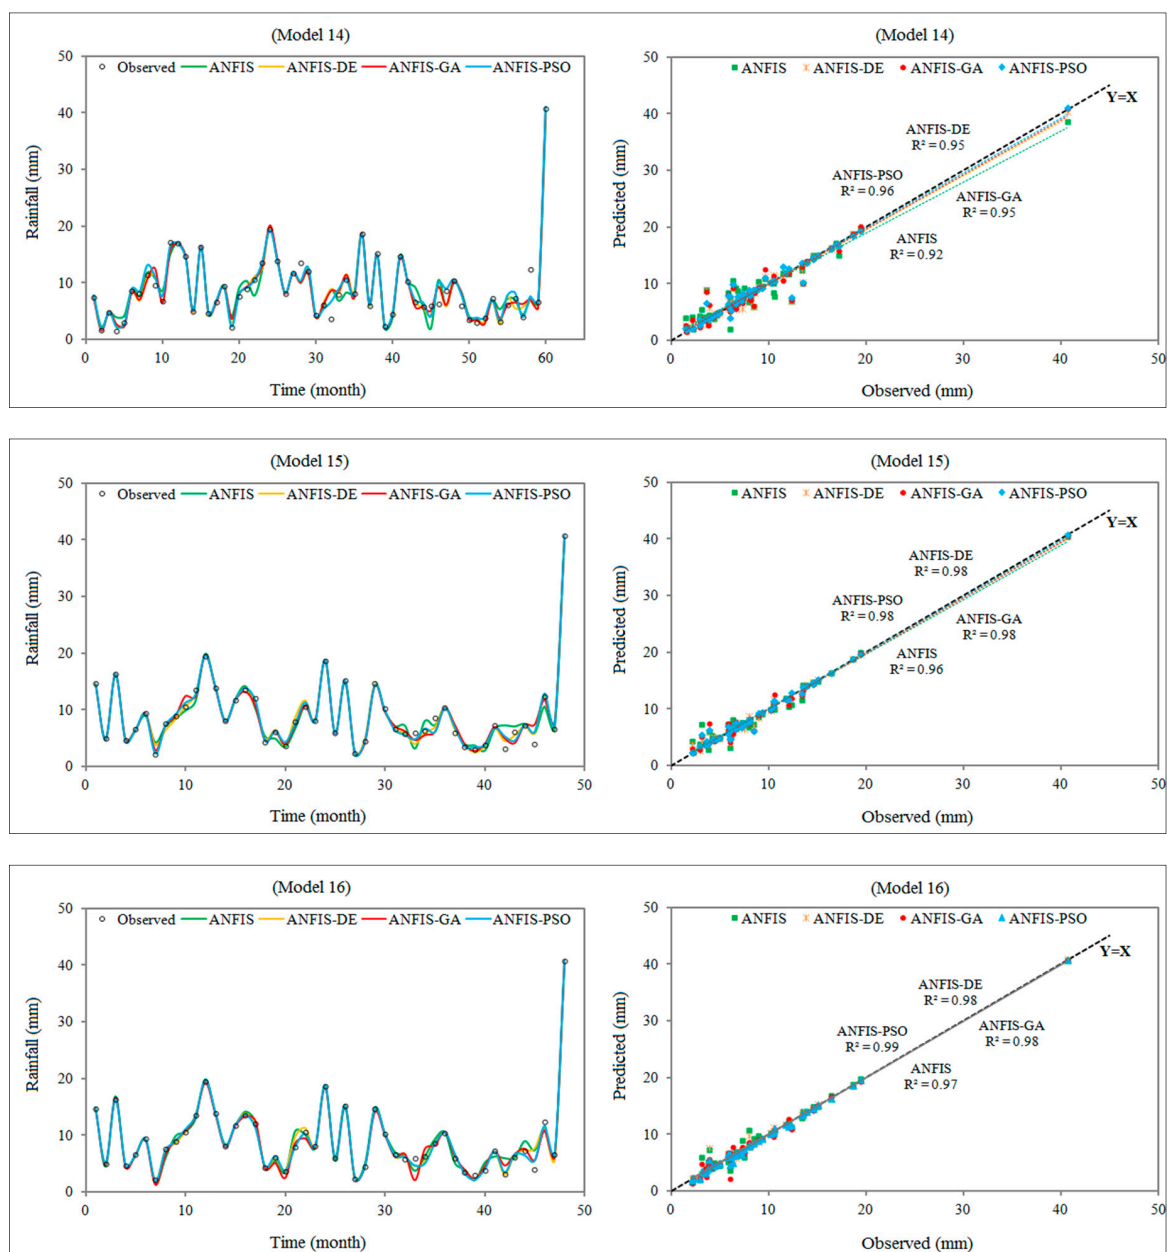 (Model 14)
Observed ANFIS ANFIS-DE ANFIS-GA ANFIS-PSO
50
40
30
20
10
0
Rainfall (mm)
0 10 20 30 40 50 60
Time (month)
(Model 14)
ANFIS ANFIS-DE ANFIS-GA ANFIS-PSO
50
40
30
20
10
0
Predicted (mm)
Y=X
ANFIS-DE
R² = 0.95
ANFIS-PSO
R² = 0.96
ANFIS-GA
R² = 0.95
ANFIS
R² = 0.92
0 10 20 30 40 50
Observed (mm)
(Model 15)
Observed ANFIS ANFIS-DE ANFIS-GA ANFIS-PSO
50
40
30
20
10
0
Rainfall (mm)
0 10 20 30 40 50
Time (month)
(Model 15)
ANFIS ANFIS-DE ANFIS-GA ANFIS-PSO
50
40
30
20
10
0
Predicted (mm)
Y=X
ANFIS-DE
R² = 0.98
ANFIS-PSO
R² = 0.98
ANFIS-GA
R² = 0.98
ANFIS
R² = 0.96
0 10 20 30 40 50
Observed (mm)
(Model 16)
Observed ANFIS ANFIS-DE ANFIS-GA ANFIS-PSO
50
40
30
20
10
0
Rainfall (mm)
0 10 20 30 40 50
Time (month)
(Model 16)
ANFIS ANFIS-DE ANFIS-GA ANFIS-PSO
50
40
30
20
10
0
Predicted (mm)
Y=X
ANFIS-DE
R² = 0.98
ANFIS-PSO
R² = 0.99
ANFIS-GA
R² = 0.98
ANFIS
R² = 0.97
0 10 20 30 40 50
Observed (mm)